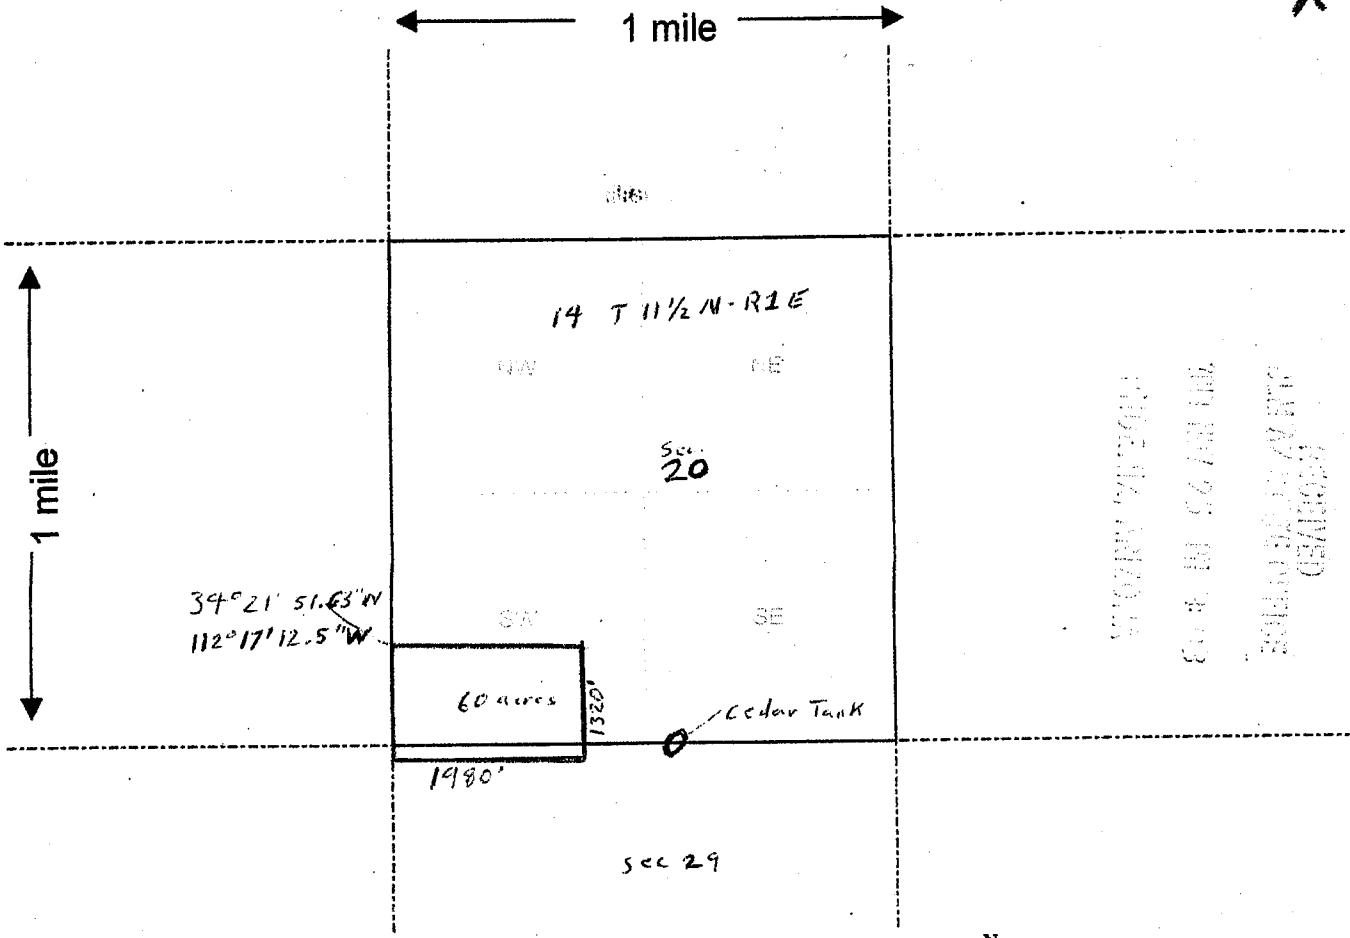 1 mile
14 T 11½ N-R1E
NW
NE
Sec.
20
1 mile
34°21' 51.63"N
112°17'12.5"W
SW
SE
60 acres
1320'
Cedar Tank
1980'
Sec 29
RECEIVED
N